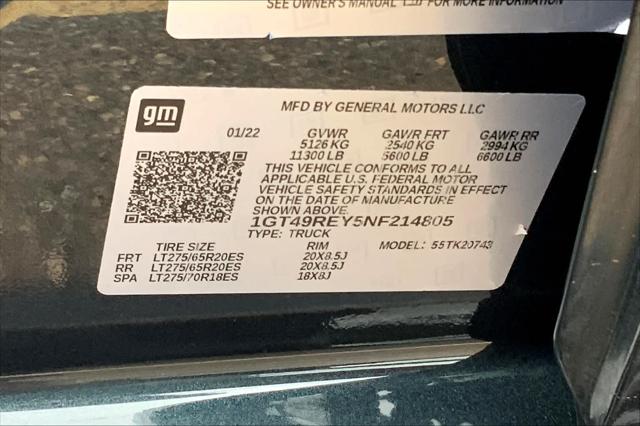 SEE OWNER'S MANUAL FOR MORE INFORMATION
gm
MFD BY GENERAL MOTORS LLC
01/22 GVWR GAWR FRT GAWR RR
5126 KG 2540 KG 2994 KG
11300 LB 5600 LB 6600 LB
THIS VEHICLE CONFORMS TO ALL
APPLICABLE U.S. FEDERAL MOTOR
VEHICLE SAFETY STANDARDS IN EFFECT
ON THE DATE OF MANUFACTURE
SHOWN ABOVE.
1GT49REY5NF214805
TYPE: TRUCK MODEL: 55TK20743
TIRE SIZE RIM
FRT LT275/65R20ES 20X8.5J
RR LT275/65R20ES 20X8.5J
SPA LT275/70R18ES 18X8J